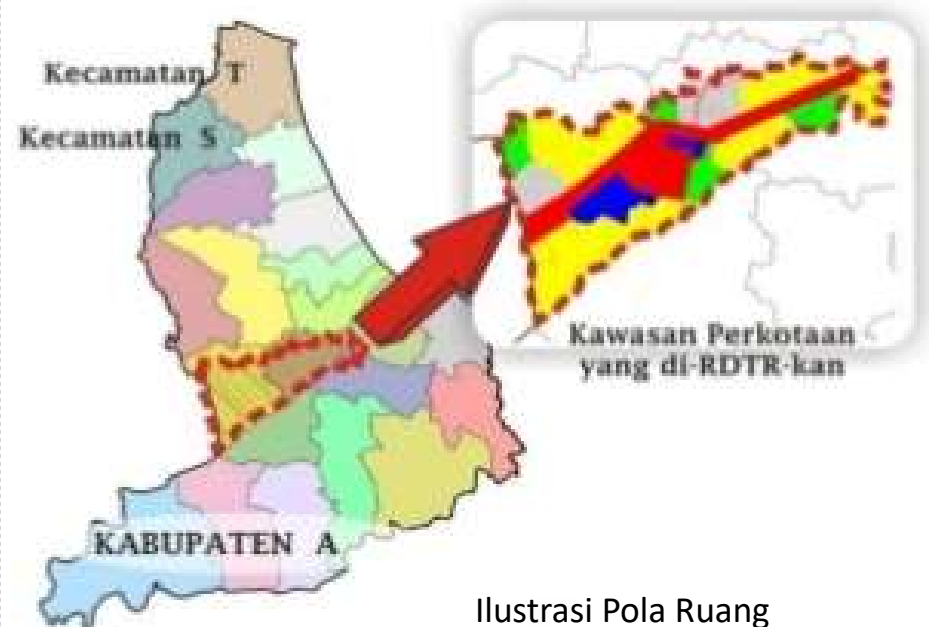 Kecamatan T
Kecamatan S
Kawasan Perkotaan
yang di-RDTR-kan
KABUPATEN A
Ilustrasi Pola Ruang